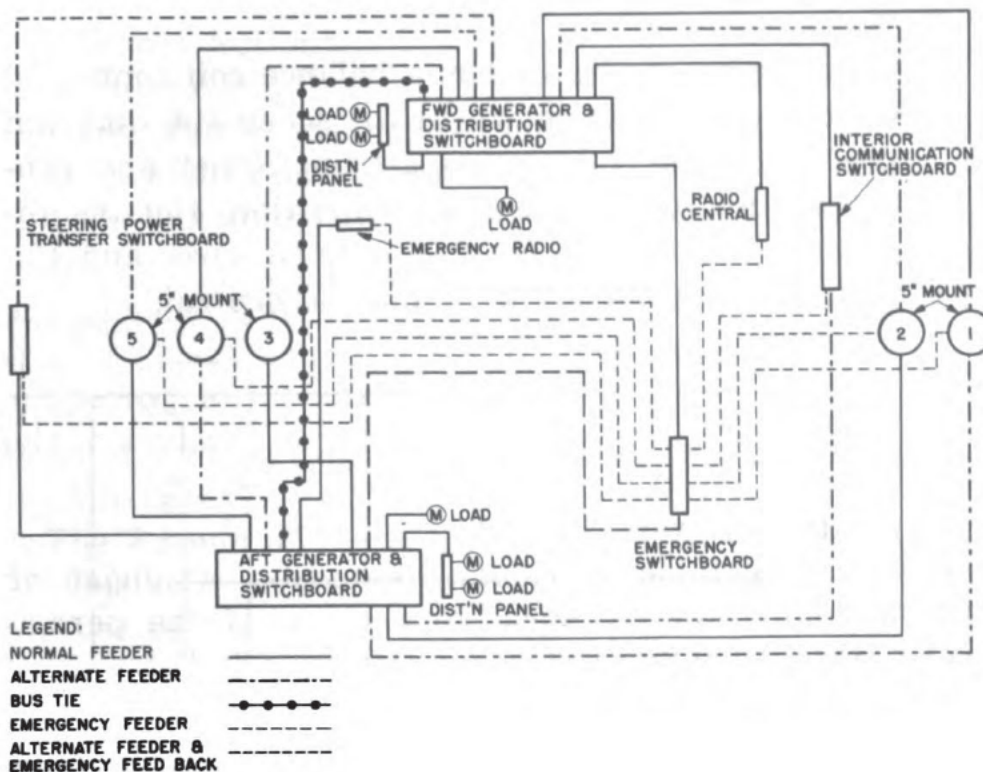 FWD GENERATOR &
DISTRIBUTION
SWITCHBOARD
LOAD M
LOAD M
DIST'N
PANEL
M
LOAD
INTERIOR
COMMUNICATION
SWITCHBOARD
RADIO
CENTRAL
STEERING POWER
TRANSFER SWITCHBOARD
EMERGENCY RADIO
5" MOUNT
5 4 3
5" MOUNT
2 1
AFT GENERATOR &
DISTRIBUTION
SWITCHBOARD
M LOAD
M LOAD
M LOAD
DIST'N PANEL
EMERGENCY
SWITCHBOARD
LEGEND:
NORMAL FEEDER
ALTERNATE FEEDER
BUS TIE
EMERGENCY FEEDER
ALTERNATE FEEDER &
EMERGENCY FEED BACK